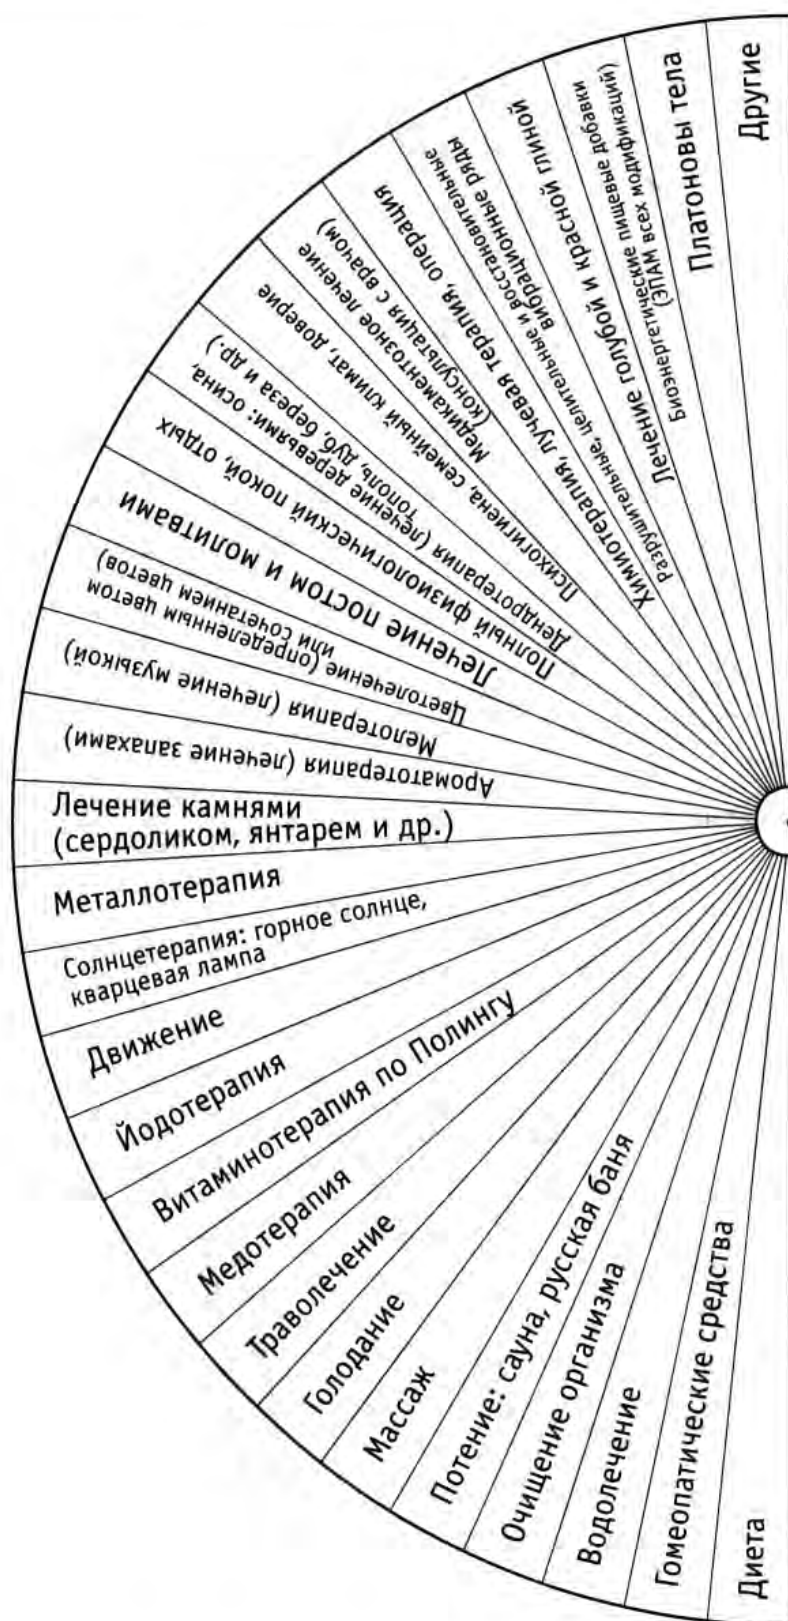 Диета
Гомеопатические средства
Водолечение
Очищение организма
Потение: сауна, русская баня
Массаж
Голодание
Траволечение
Медотерапия
Витаминотерапия по Полингу
Йодотерапия
Движение
Солнцетерапия: горное солнце,
кварцевая лампа
Металлотерапия
Лечение камнями
(сердоликом, янтарем и др.)
Ароматотерапия (лечение запахами)
Мелотерапия (лечение музыкой)
Цветолечение (определенным цветом
или сочетанием цветов)
Лечение постом и молитвами
Полный физиологический покой, отдых
Дендротерапия (лечение деревьями: осина,
тополь, дуб, береза и др.)
Психогигиена, семейный климат, доверие
Медикаментозное лечение
(консультация с врачом)
Химиотерапия, лучевая терапия, операция
Разрушительные, целительные и восстановительные
вибрационные ряды
Лечение голубой и красной глиной
Биоэнергетические пищевые добавки
(ЭПАМ всех модификаций)
Платоновы тела
Другие